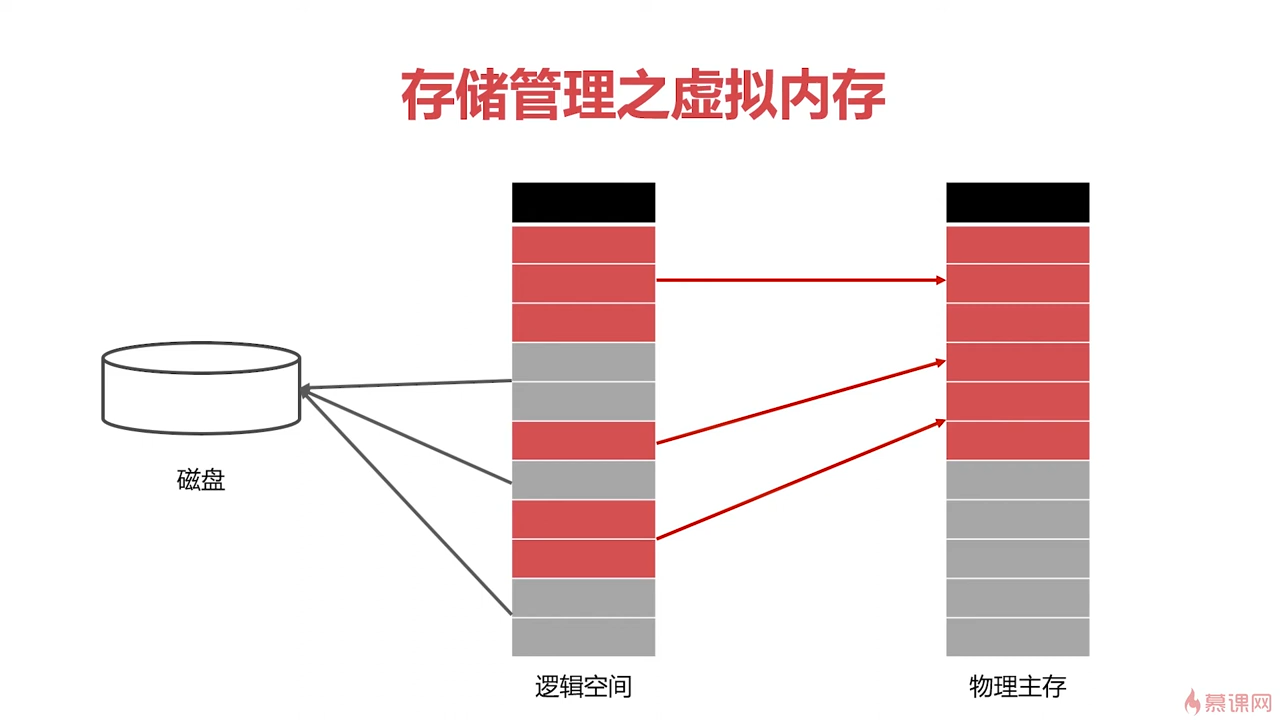 存储管理之虚拟内存
磁盘
逻辑空间
物理主存
慕课网